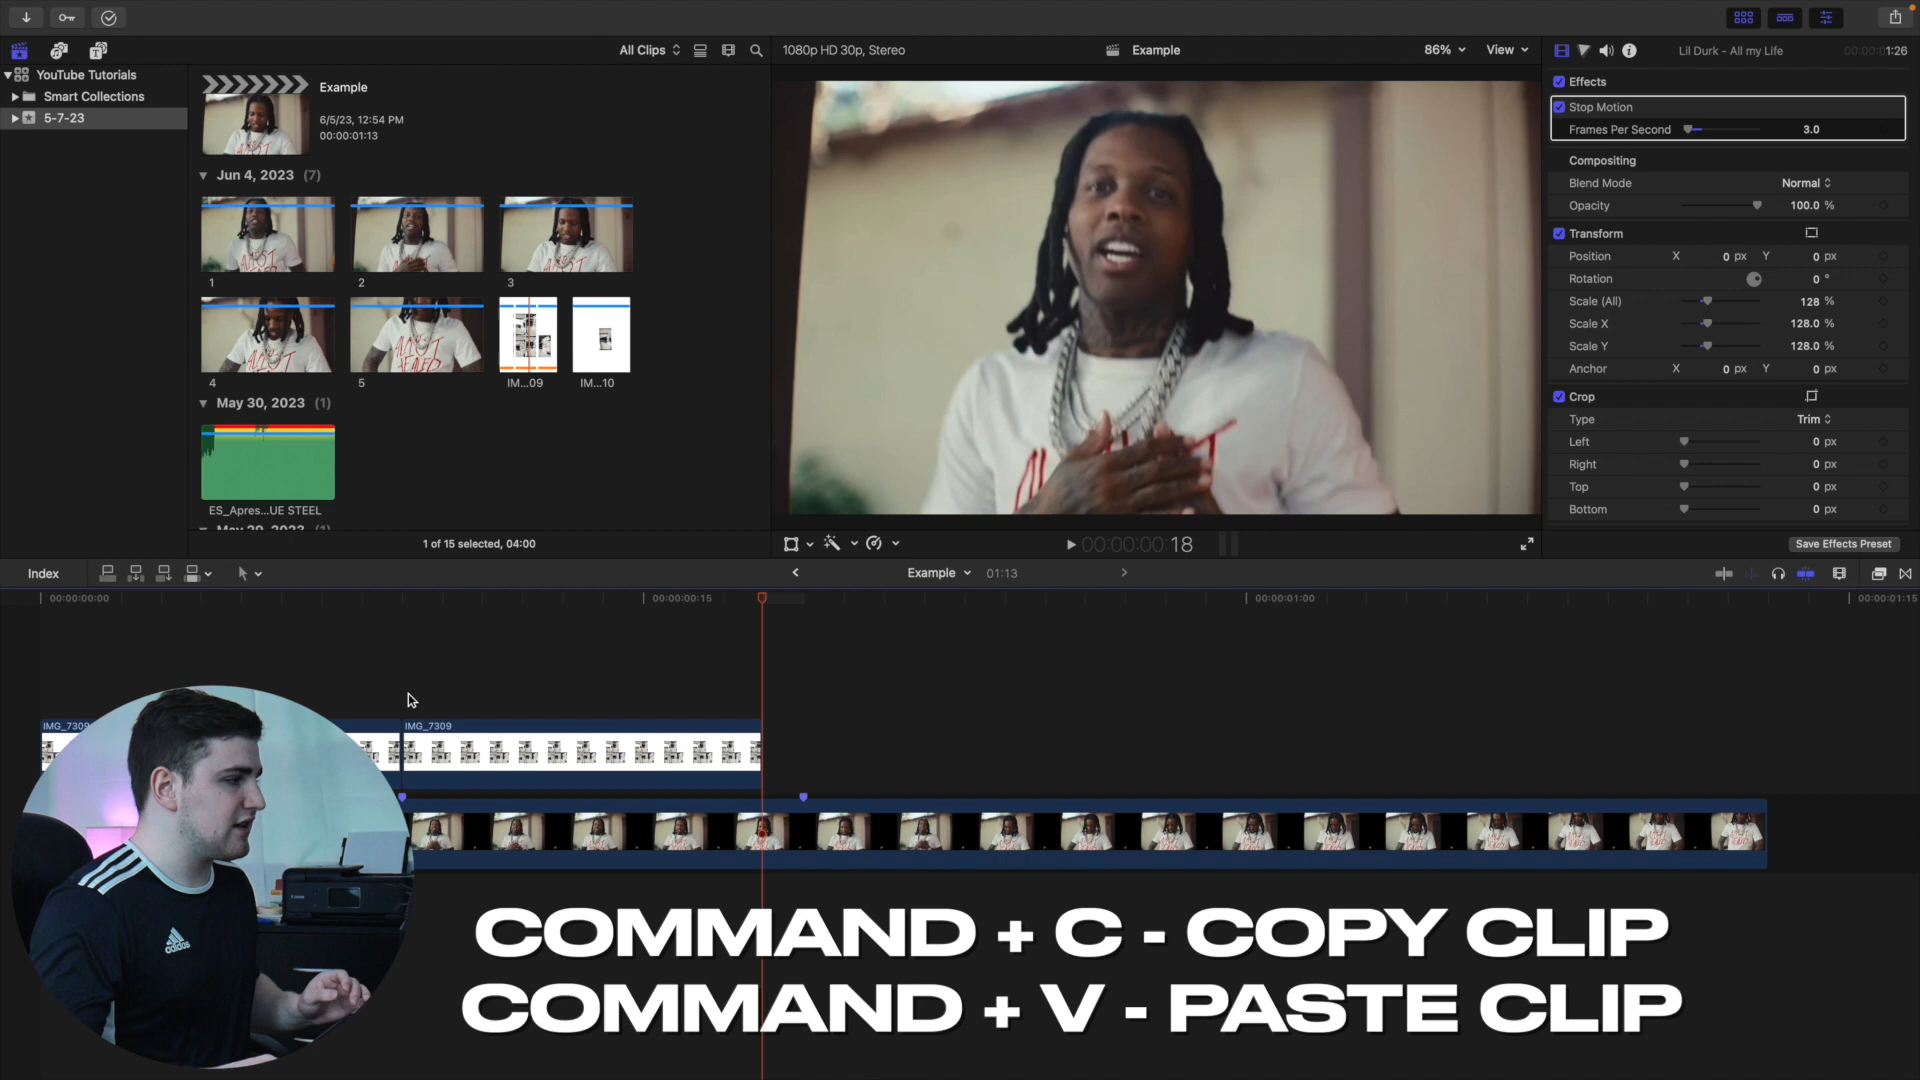 All Clips
1080p HD 30p, Stereo
Example
86%
View
Lil Durk - All my Life
00:00:01:26
YouTube Tutorials
Smart Collections
5-7-23
Example
6/5/23, 12:54 PM
00:00:01:13
Jun 4, 2023 (7)
1
2
3
4
5
IM...09
IM...10
May 30, 2023 (1)
ES_Apres...UE STEEL
May 29, 2023 (1)
1 of 15 selected, 04:00
00:00:00:18
Effects
Stop Motion
Frames Per Second 3.0
Compositing
Blend Mode Normal
Opacity 100.0 %
Transform
Position X 0 px Y 0 px
Rotation 0 °
Scale (All) 128 %
Scale X 128.0 %
Scale Y 128.0 %
Anchor X 0 px Y 0 px
Crop
Type Trim
Left 0 px
Right 0 px
Top 0 px
Bottom 0 px
Save Effects Preset
Index
Example 01:13
00:00:00:00
00:00:00:15
00:00:01:00
00:00:01:15
IMG_7309
IMG_7309
adidas
COMMAND + C - COPY CLIP
COMMAND + V - PASTE CLIP